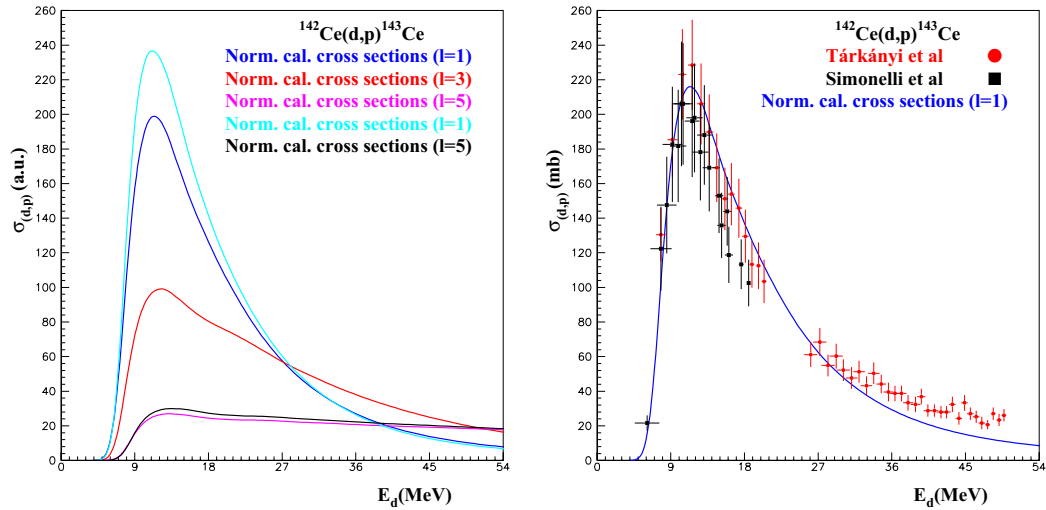 ¹⁴²Ce(d,p)¹⁴³Ce
Norm. cal. cross sections (l=1)
Norm. cal. cross sections (l=3)
Norm. cal. cross sections (l=5)
Norm. cal. cross sections (l=1)
Norm. cal. cross sections (l=5)
260
240
220
200
180
160
140
120
100
80
60
40
20
0
σ(d,p) (a.u.)
0 9 18 27 36 45 54
E_d(MeV)
¹⁴²Ce(d,p)¹⁴³Ce
Tárkányi et al
Simonelli et al
Norm. cal. cross sections (l=1)
260
240
220
200
180
160
140
120
100
80
60
40
20
0
σ(d,p) (mb)
0 9 18 27 36 45 54
E_d(MeV)